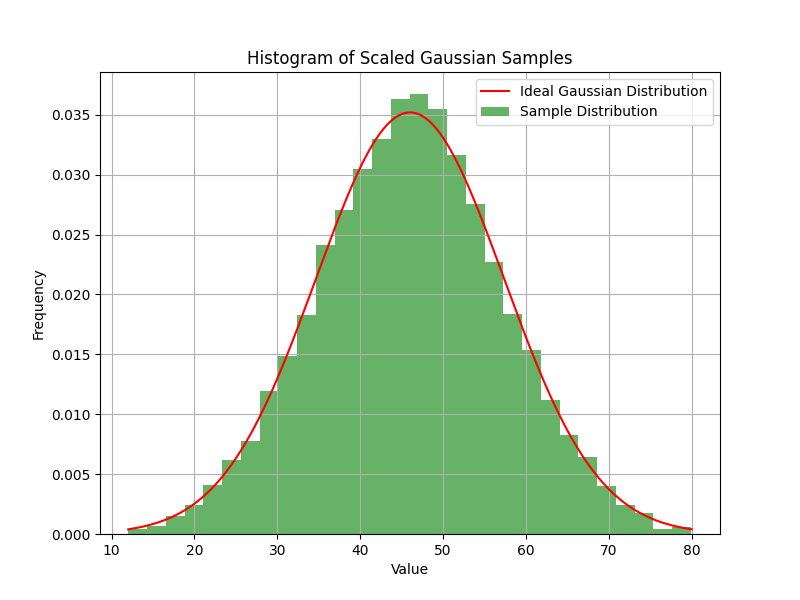 Histogram of Scaled Gaussian Samples
Ideal Gaussian Distribution
Sample Distribution
Frequency
0.035
0.030
0.025
0.020
0.015
0.010
0.005
0.000
10 20 30 40 50 60 70 80
Value